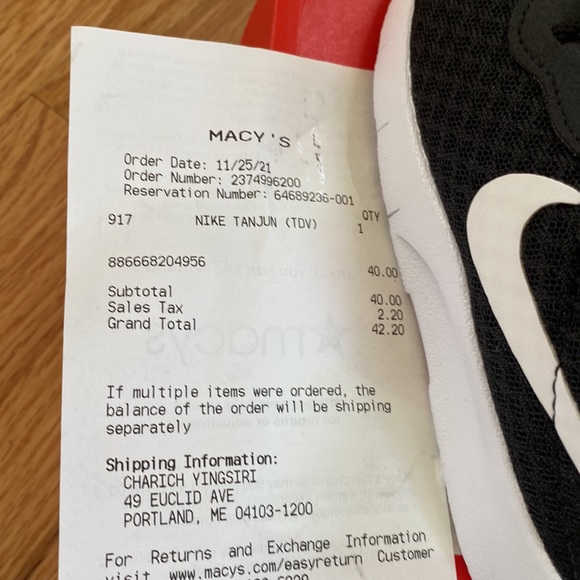 MACY'S
Order Date: 11/25/21
Order Number: 2374996200
Reservation Number: 64689236-001
QTY
917 NIKE TANJUN (TDV) 1
886668204956 40.00
Subtotal 40.00
Sales Tax 2.20
Grand Total 42.20
If multiple items were ordered, the
balance of the order will be shipping
separately
Shipping Information:
CHARICH YINGSIRI
49 EUCLID AVE
PORTLAND, ME 04103-1200
For Returns and Exchange Information
visit www.macys.com/easyreturn Customer